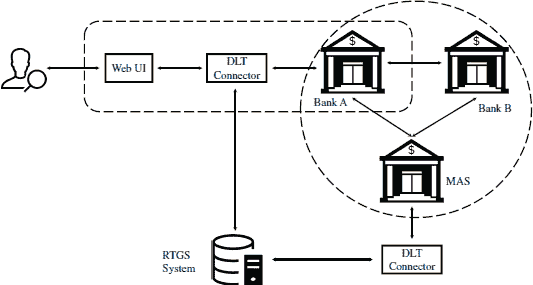 $
$
Web UI
DLT
Connector
Bank A
Bank B
$
MAS
RTGS
System
DLT
Connector